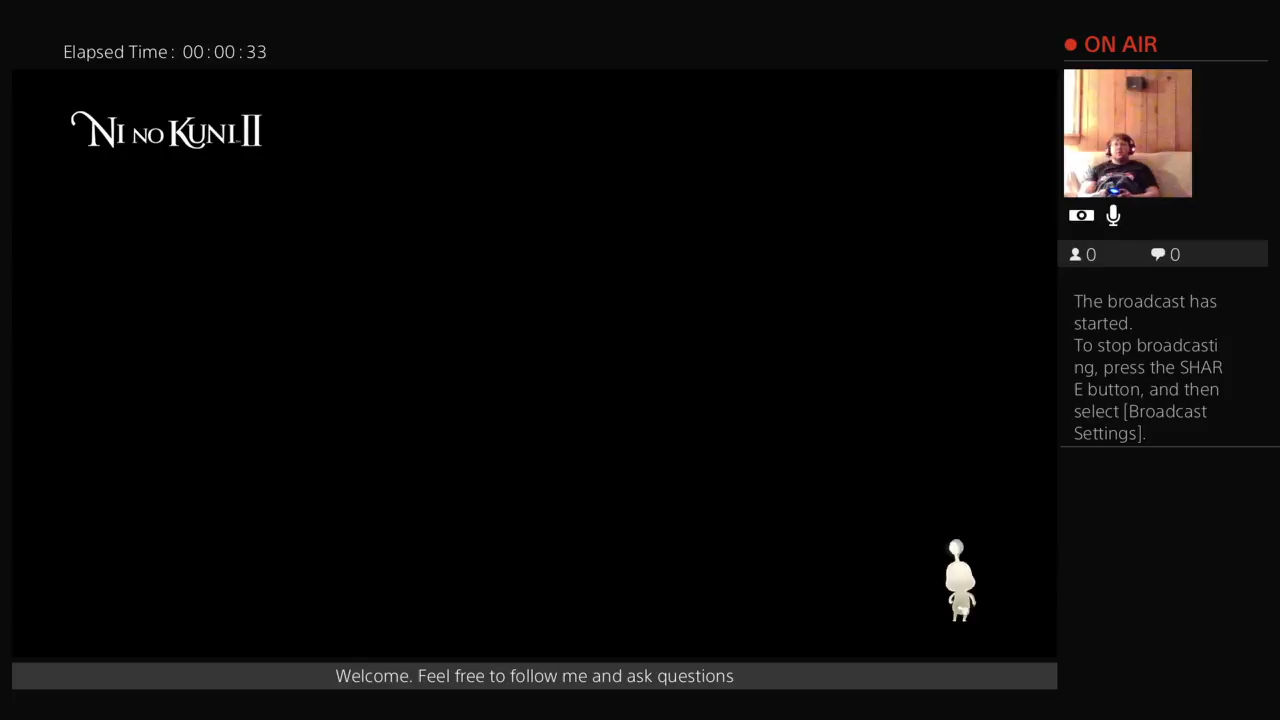 Elapsed Time: 00:00:33
ON AIR
NI NO KUNI II
0
0
The broadcast has
started.
To stop broadcasti
ng, press the SHAR
E button, and then
select [Broadcast
Settings].
Welcome. Feel free to follow me and ask questions